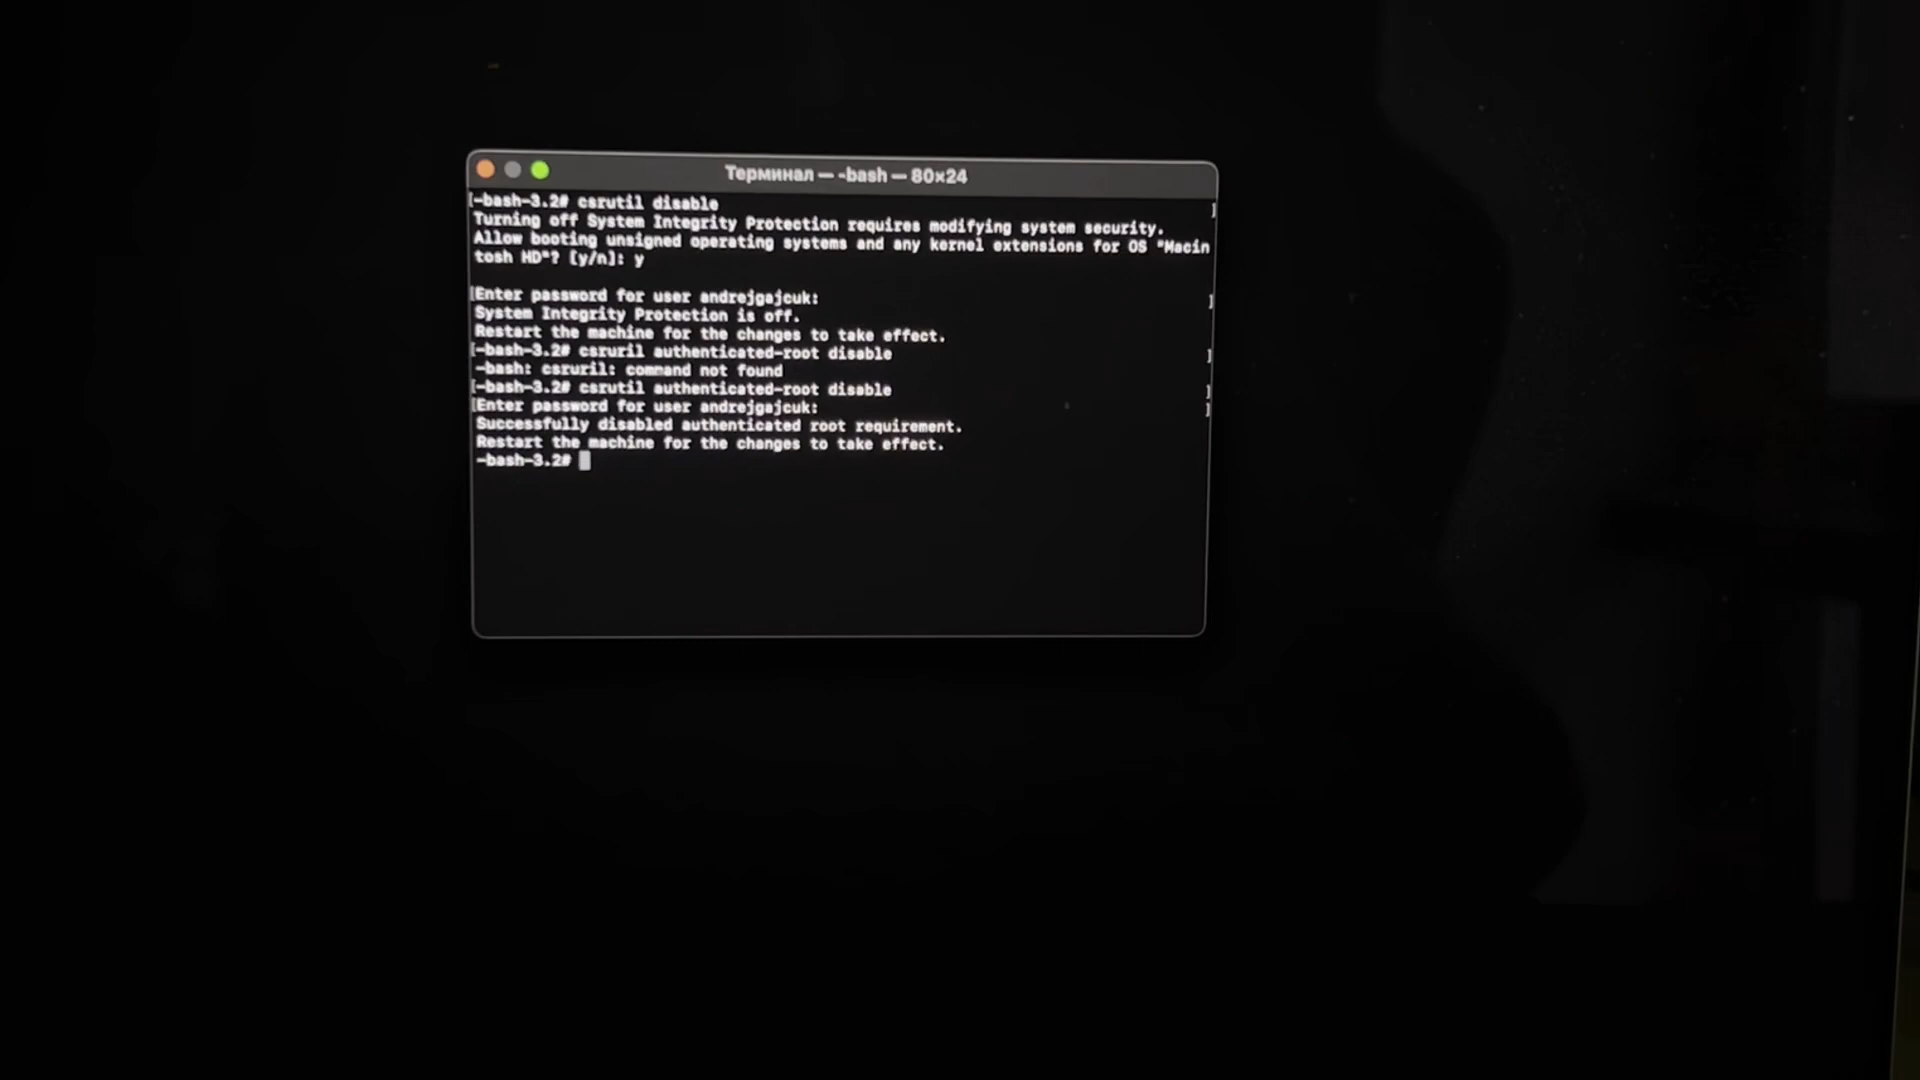 Терминал — -bash — 80×24
[-bash-3.2# csrutil disable ]
Turning off System Integrity Protection requires modifying system security.
Allow booting unsigned operating systems and any kernel extensions for OS "Macin
tosh HD"? [y/n]: y
[Enter password for user andrejgajcuk: ]
System Integrity Protection is off.
Restart the machine for the changes to take effect.
[-bash-3.2# csruril authenticated-root disable ]
-bash: csruril: command not found
[-bash-3.2# csrutil authenticated-root disable ]
[Enter password for user andrejgajcuk: ]
Successfully disabled authenticated root requirement.
Restart the machine for the changes to take effect.
-bash-3.2#